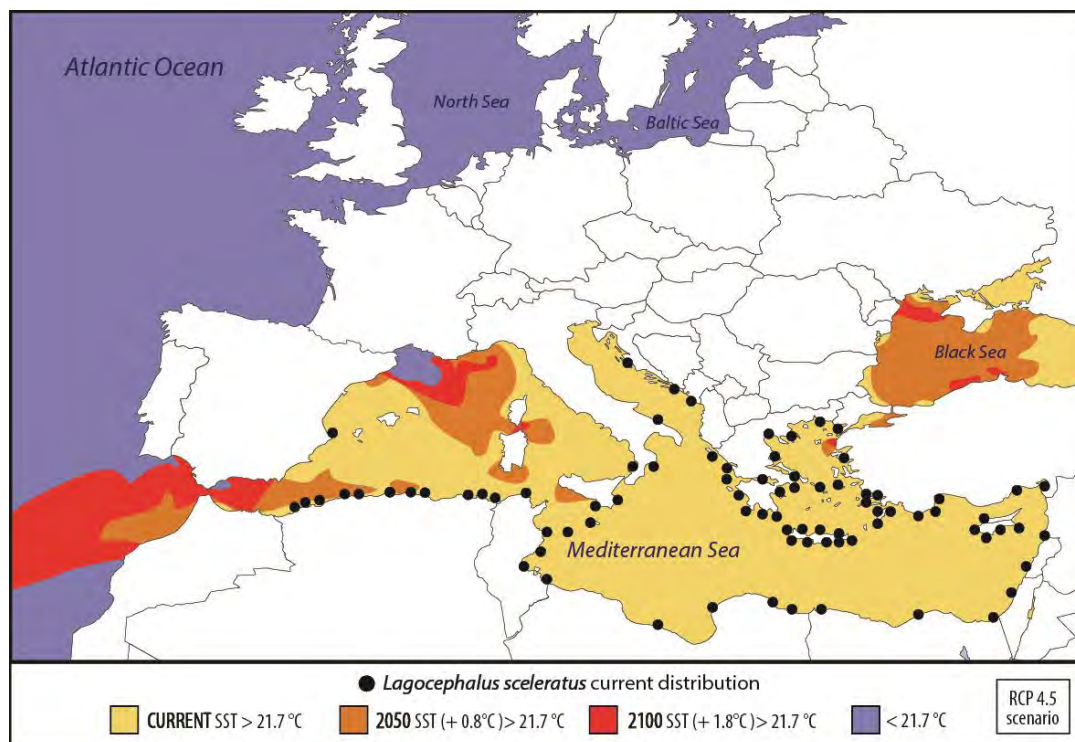 Atlantic Ocean
North Sea
Baltic Sea
Black Sea
Mediterranean Sea
Lagocephalus sceleratus current distribution
CURRENT SST > 21.7 °C
2050 SST (+ 0.8°C) > 21.7 °C
2100 SST (+ 1.8°C) > 21.7 °C
< 21.7 °C
RCP 4.5
scenario